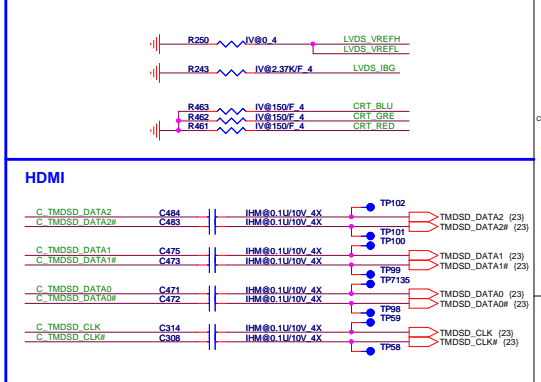 R250 IV@0_4 LVDS_VREFH
LVDS_VREFL
R243 IV@2.37K/F_4 LVDS_IBG
R463 IV@150/F_4 CRT_BLU
R462 IV@150/F_4 CRT_GRE
R461 IV@150/F_4 CRT_RED
C
HDMI
TP102
C_TMDSD_DATA2 C484 IHM@0.1U/10V_4X TMDSD_DATA2 {23}
C_TMDSD_DATA2# C483 IHM@0.1U/10V_4X TMDSD_DATA2# {23}
TP101
TP100
C_TMDSD_DATA1 C475 IHM@0.1U/10V_4X TMDSD_DATA1 {23}
C_TMDSD_DATA1# C473 IHM@0.1U/10V_4X TMDSD_DATA1# {23}
TP99
TP7135
C_TMDSD_DATA0 C471 IHM@0.1U/10V_4X TMDSD_DATA0 {23}
C_TMDSD_DATA0# C472 IHM@0.1U/10V_4X TMDSD_DATA0# {23}
TP98
TP59
C_TMDSD_CLK C314 IHM@0.1U/10V_4X TMDSD_CLK {23}
C_TMDSD_CLK# C308 IHM@0.1U/10V_4X TMDSD_CLK# {23}
TP58